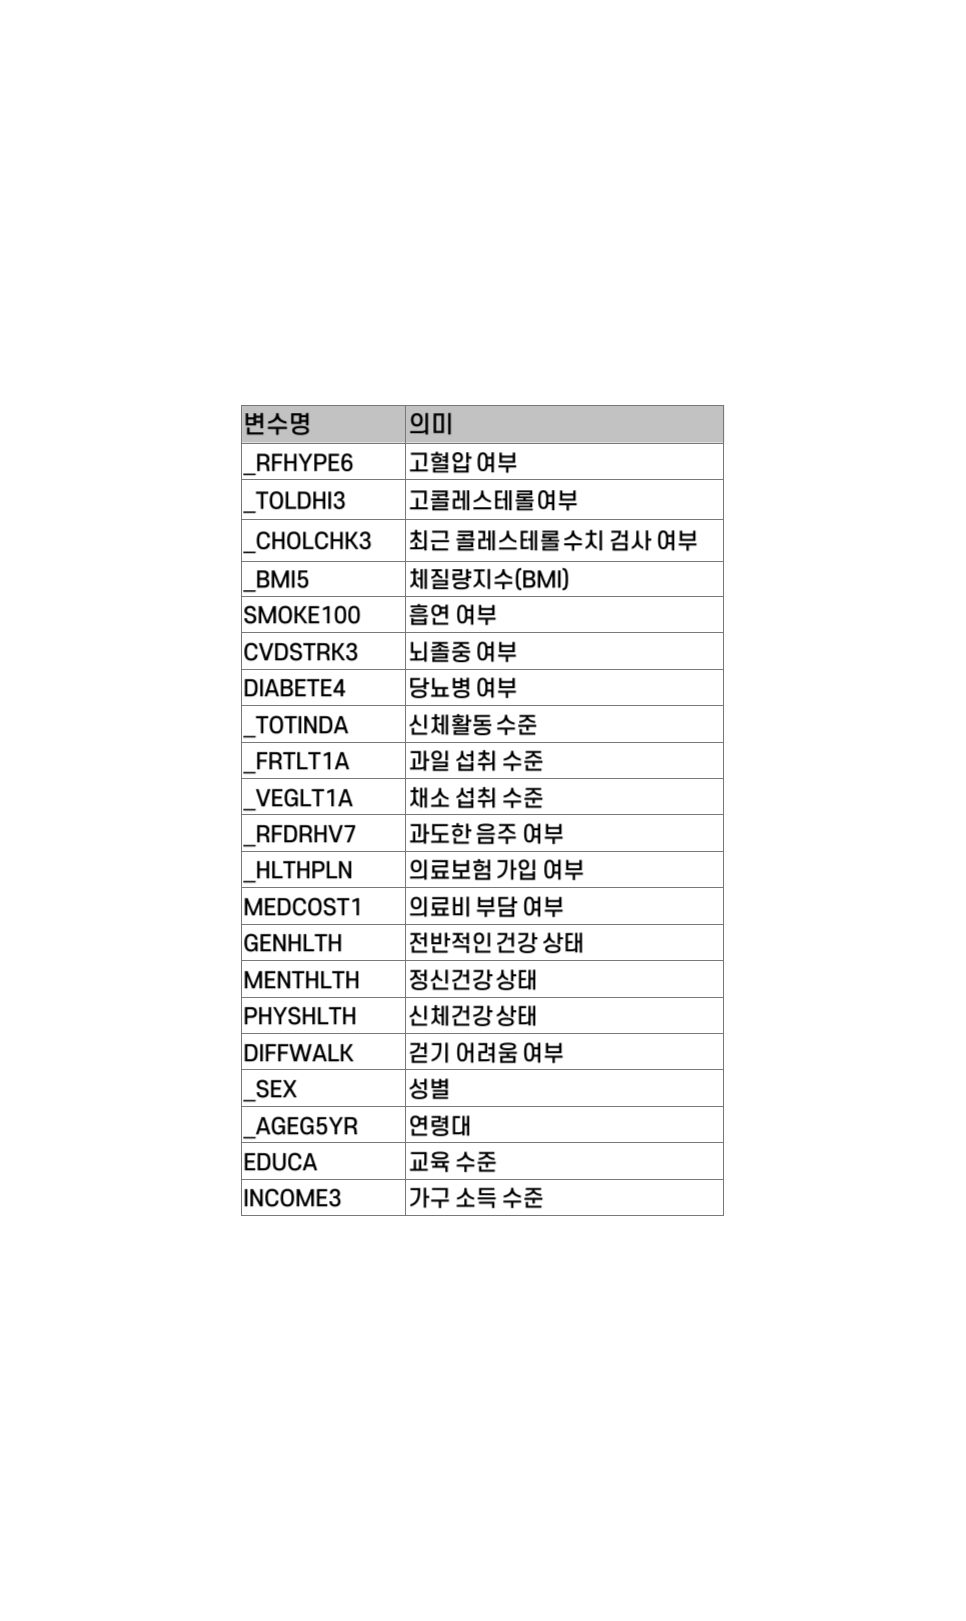 변수명 의미
_RFHYPE6 고혈압 여부
_TOLDHI3 고콜레스테롤여부
_CHOLCHK3 최근 콜레스테롤수치 검사 여부
_BMI5 체질량지수(BMI)
SMOKE100 흡연 여부
CVDSTRK3 뇌졸중 여부
DIABETE4 당뇨병 여부
_TOTINDA 신체활동 수준
_FRTLT1A 과일 섭취 수준
_VEGLT1A 채소 섭취 수준
_RFDRHV7 과도한 음주 여부
_HLTHPLN 의료보험 가입 여부
MEDCOST1 의료비 부담 여부
GENHLTH 전반적인 건강 상태
MENTHLTH 정신건강상태
PHYSHLTH 신체건강상태
DIFFWALK 걷기 어려움 여부
_SEX 성별
_AGEG5YR 연령대
EDUCA 교육 수준
INCOME3 가구 소득 수준